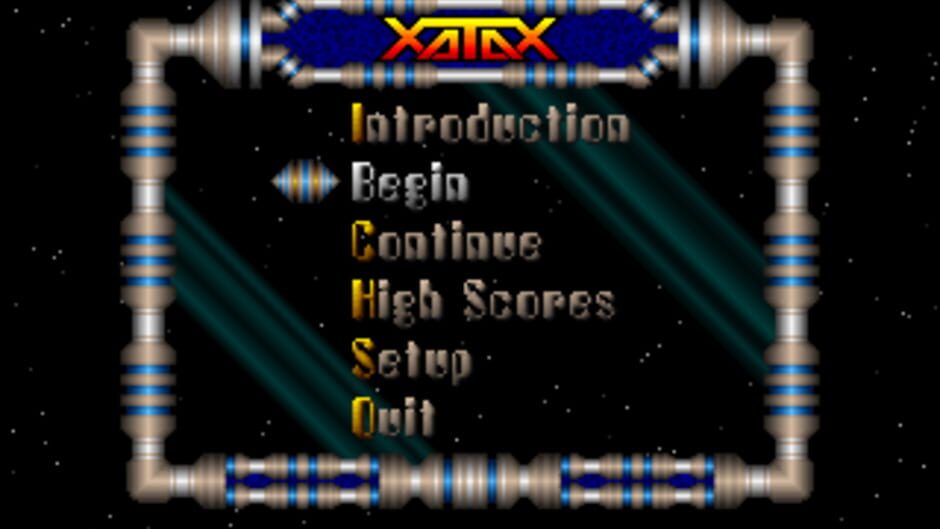 XATAX
Introduction
Begin
Continue
High Scores
Setup
Quit